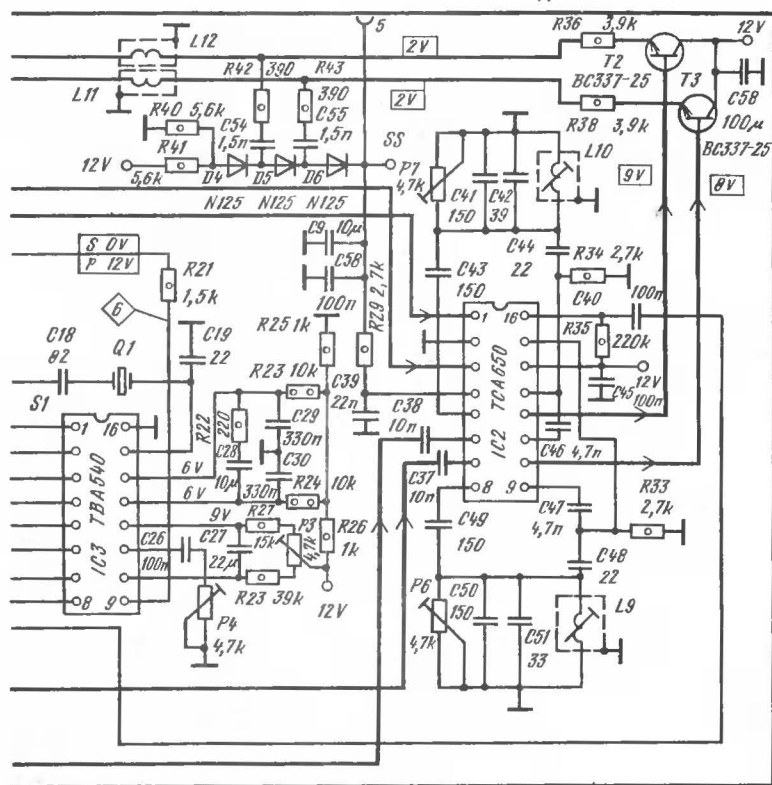 R36 3,9k
12V
L12
5
2V
T2
T3
R42 390 R43
BC337-25
C58
L11
390
2V
R40 5,6k
C55
100µ
C54
1,5n
R38 3,9k
R41
1,5n
SS
BC337-25
P7
L10
12V
4,7k
9V
8V
5,6k
D4 D5 D6
C41
C42
N125 N125 N125
150
39
C9 10µ
S 0V
C44
R34 2,7k
P 12V
R21
C58
C43
22
1,5k
100n
R29 2,7k
150
C40
100n
6
R25 1k
1
16
R35
C18
C19
220k
82
Q1
22
R23 10k
C39
TCA650
12V
22n
C45
S1
R22
C29
C38
100n
1
16
220
330n
10n
IC2
C46
4,7n
C28
C30
TBA540
6V
10µ
C37
330n
R24
10k
8
9
C47
R33
6V
10n
2,7k
9V
R27
P3
R26
C49
4,7n
C26
C27
15k
4,7k
1k
IC3
100n
22µ
150
C48
22
R23 39k
12V
P6
C50
L9
8
9
P4
150
C51
4,7k
4,7k
33